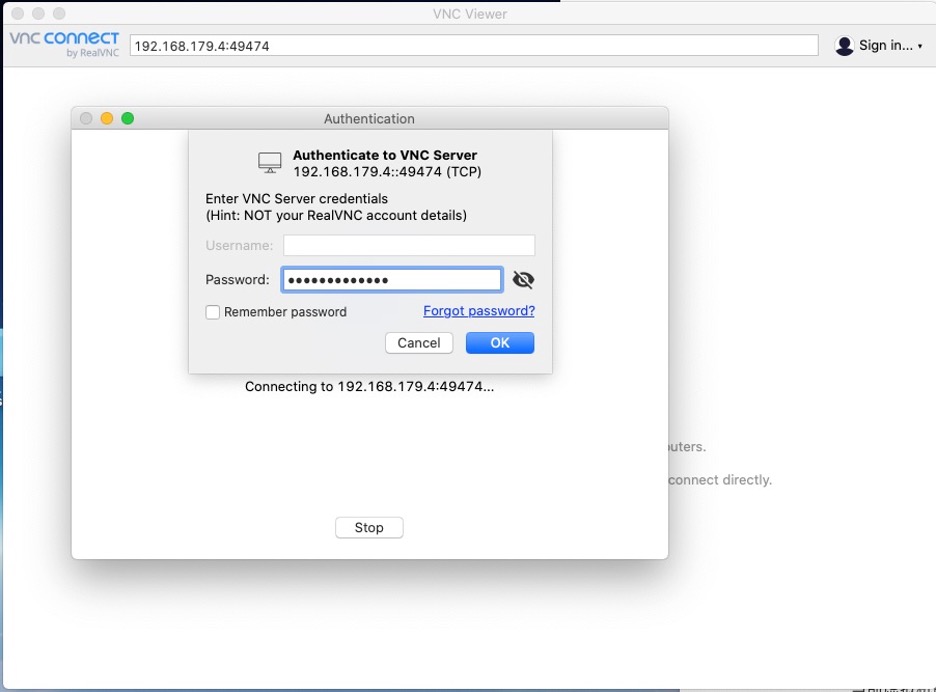 VNC Viewer
vnc connect
by RealVNC
192.168.179.4:49474
Sign in...
Authentication
Authenticate to VNC Server
192.168.179.4::49474 (TCP)
Enter VNC Server credentials
(Hint: NOT your RealVNC account details)
Username:
Password: •••••••••••••
Remember password
Forgot password?
Cancel
OK
Connecting to 192.168.179.4:49474...
connect directly.
Stop